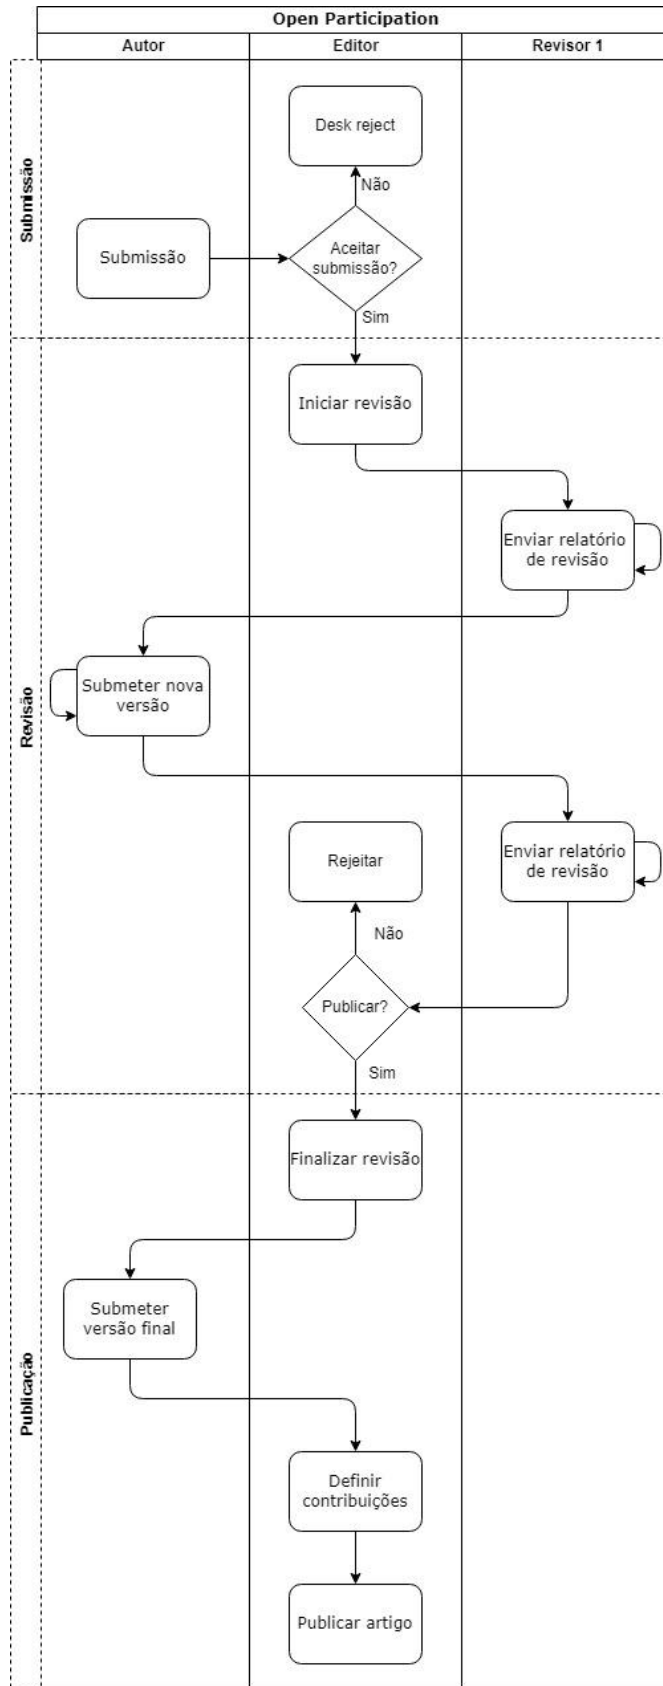 Open Participation
Autor
Editor
Revisor 1
Submissão
Desk reject
Não
Submissão
Aceitar
submissão?
Sim
Revisão
Iniciar revisão
Enviar relatório
de revisão
Submeter nova
versão
Enviar relatório
de revisão
Rejeitar
Não
Publicar?
Sim
Publicação
Finalizar revisão
Submeter
versão final
Definir
contribuições
Publicar artigo